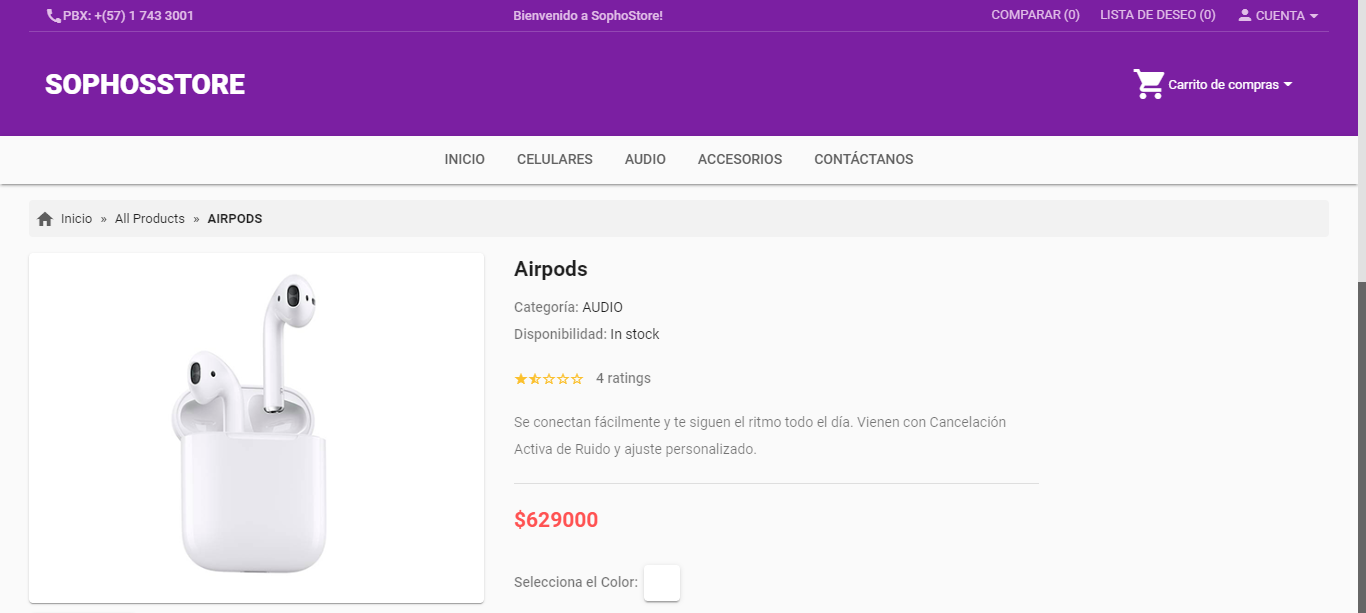 PBX: +(57) 1 743 3001
Bienvenido a SophoStore!
COMPARAR (0)
LISTA DE DESEO (0)
CUENTA
SOPHOSSTORE
Carrito de compras
INICIO
CELULARES
AUDIO
ACCESORIOS
CONTÁCTANOS
Inicio » All Products » AIRPODS
Airpods
Categoría: AUDIO
Disponibilidad: In stock
4 ratings
Se conectan fácilmente y te siguen el ritmo todo el día. Vienen con Cancelación
Activa de Ruido y ajuste personalizado.
$629000
Selecciona el Color: